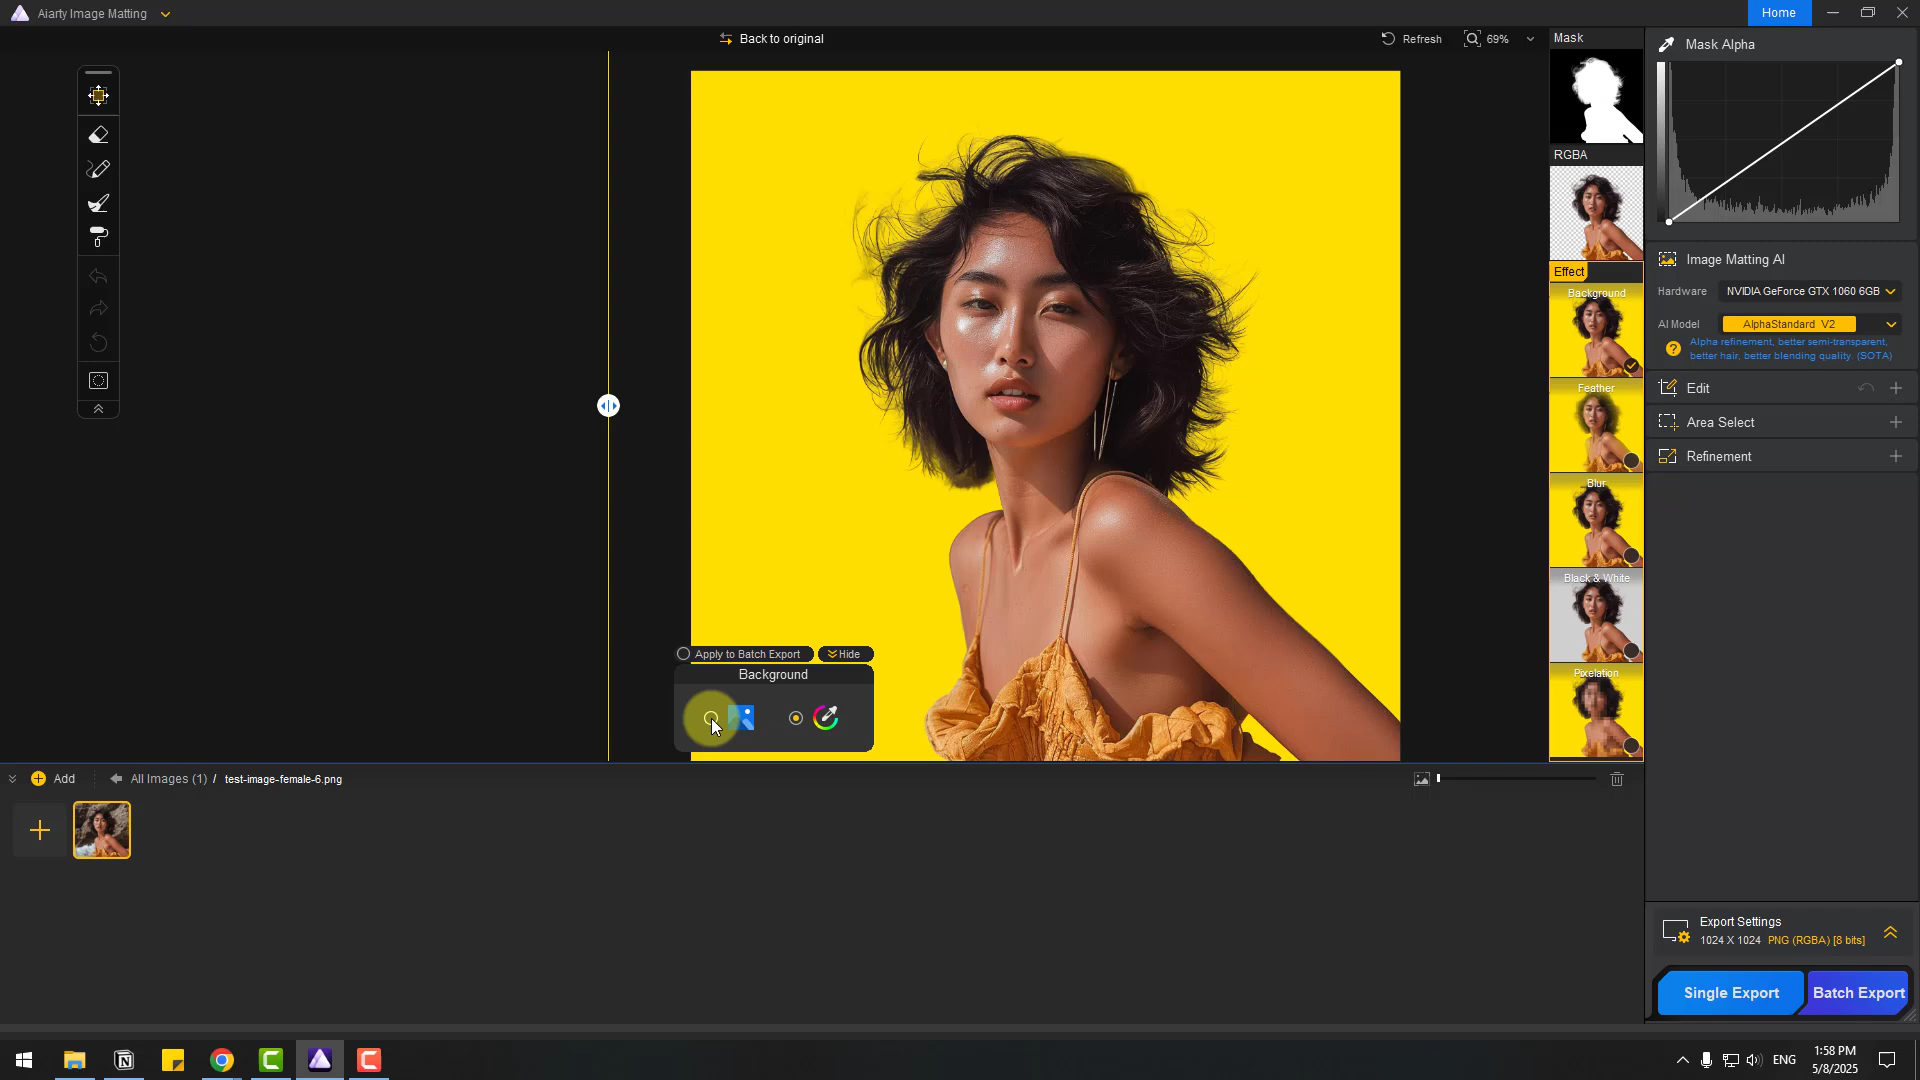 Aiarty Image Matting
Home
Back to original
Refresh
69%
Mask
RGBA
Effect
Background
Feather
Blur
Black & White
Pixelation
Mask Alpha
Image Matting AI
Hardware
NVIDIA GeForce GTX 1060 6GB
AI Model
AlphaStandard V2
Alpha refinement, better semi-transparent,
better hair, better blending quality. (SOTA)
Edit
Area Select
Refinement
Apply to Batch Export
Hide
Background
Add
All Images (1) / test-image-female-6.png
Export Settings
1024 X 1024 PNG (RGBA) [8 bits]
Single Export
Batch Export
ENG
1:58 PM
5/8/2025